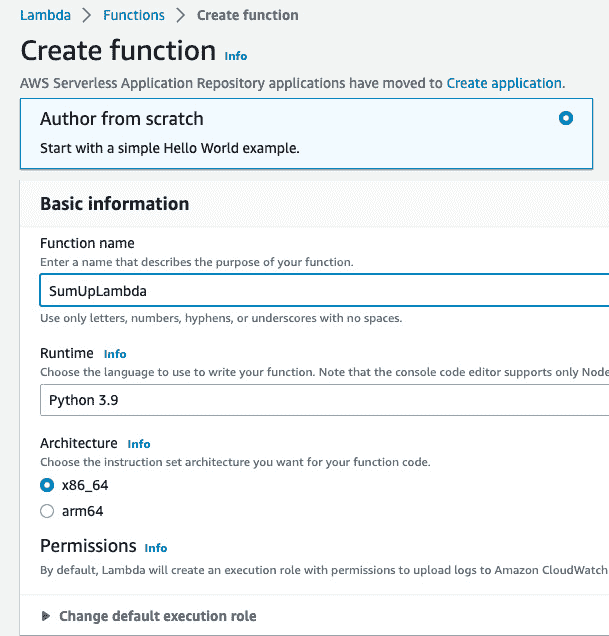 Lambda > Functions > Create function
Create function Info
AWS Serverless Application Repository applications have moved to Create application.
Author from scratch
Start with a simple Hello World example.
Basic information
Function name
Enter a name that describes the purpose of your function.
SumUpLambda
Use only letters, numbers, hyphens, or underscores with no spaces.
Runtime Info
Choose the language to use to write your function. Note that the console code editor supports only Node
Python 3.9
Architecture Info
Choose the instruction set architecture you want for your function code.
x86_64
arm64
Permissions Info
By default, Lambda will create an execution role with permissions to upload logs to Amazon CloudWatch
Change default execution role